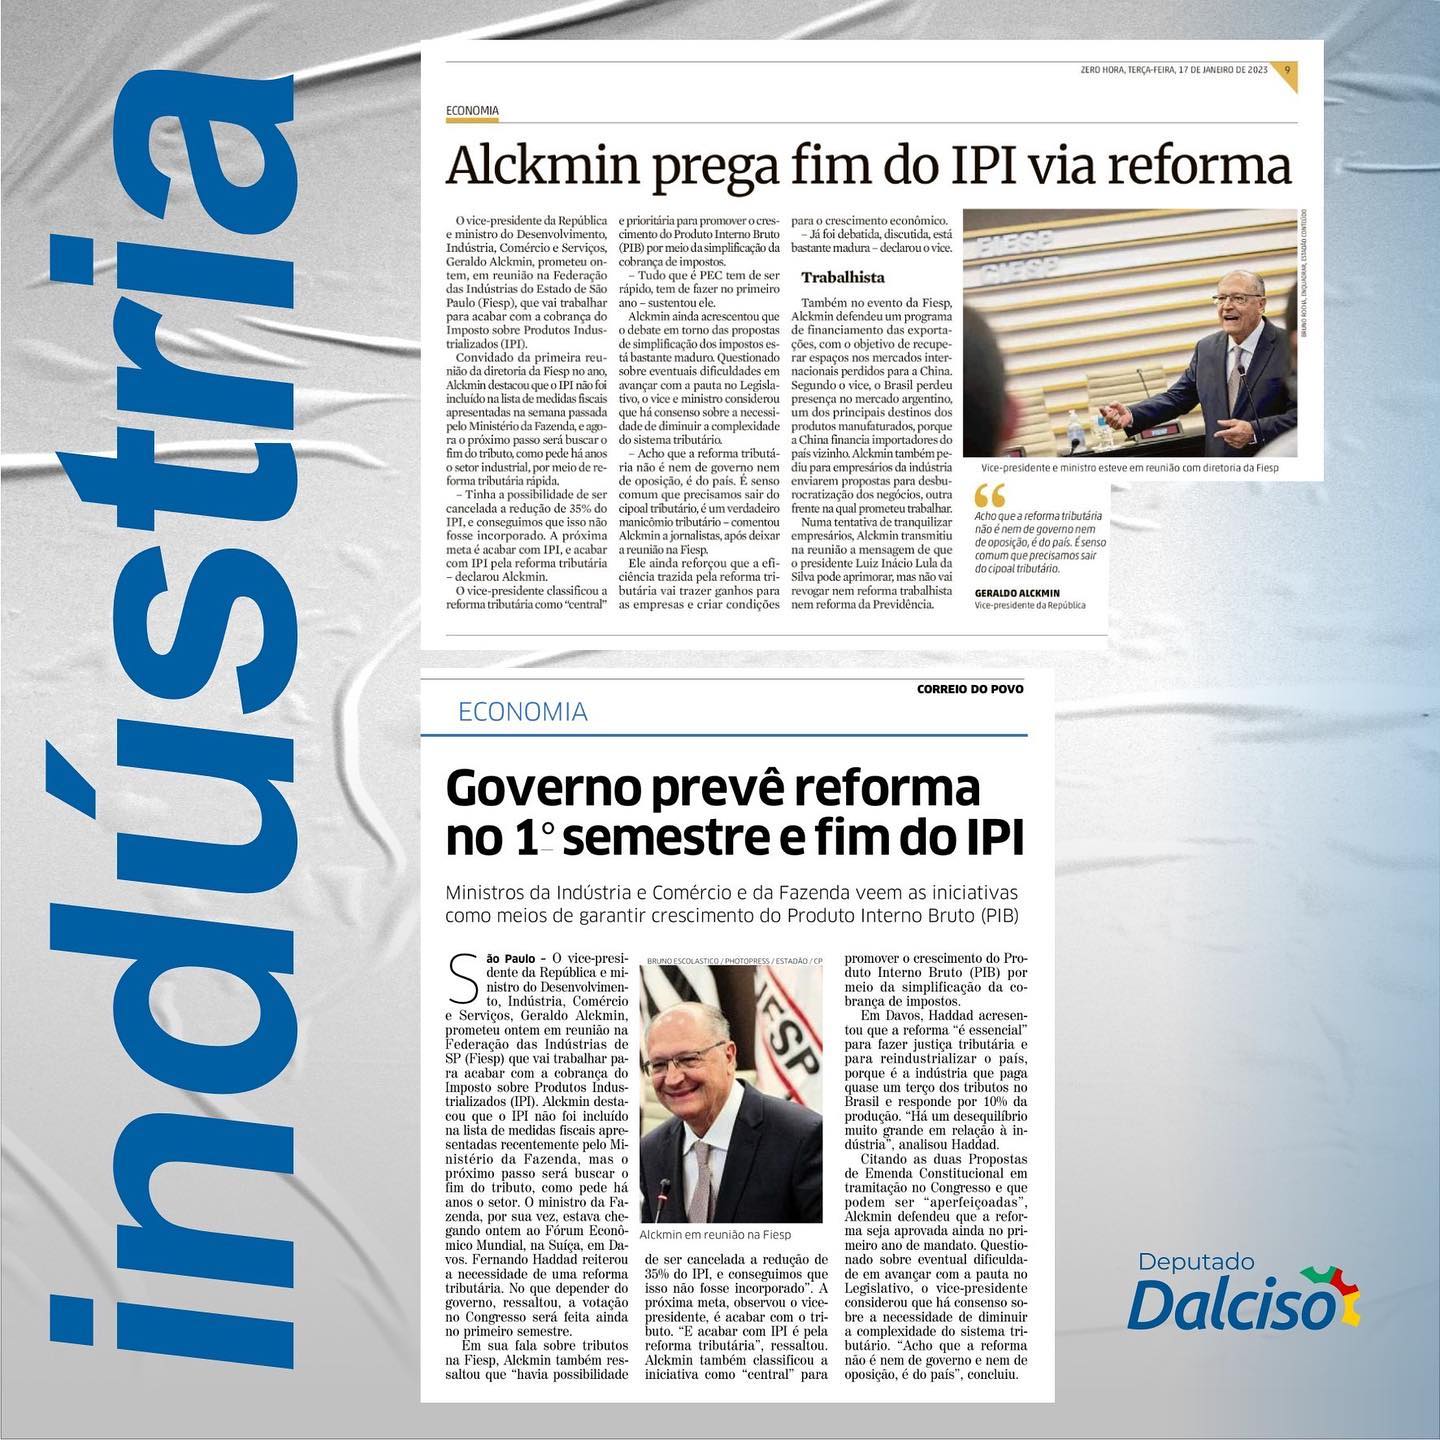 indústria
ZERO HORA, TERÇA-FEIRA, 17 DE JANEIRO DE 2023 9
ECONOMIA
Alckmin prega fim do IPI via reforma
O vice-presidente da República
e ministro do Desenvolvimento,
Indústria, Comércio e Serviços,
Geraldo Alckmin, prometeu on-
tem, em reunião na Federação
das Indústrias do Estado de São
Paulo (Fiesp), que vai trabalhar
para acabar com a cobrança do
Imposto sobre Produtos Indus-
trializados (IPI).
Convidado da primeira reu-
nião da diretoria da Fiesp no ano,
Alckmin destacou que o IPI não foi
incluído na lista de medidas fiscais
apresentadas na semana passada
pelo Ministério da Fazenda, e ago-
ra o próximo passo será buscar o
fim do tributo, como pede há anos
o setor industrial, por meio de re-
forma tributária rápida.
– Tinha a possibilidade de ser
cancelada a redução de 35% do
IPI, e conseguimos que isso não
fosse incorporado. A próxima
meta é acabar com IPI, e acabar
com IPI pela reforma tributária
– declarou Alckmin.
O vice-presidente classificou a
reforma tributária como “central”
e prioritária para promover o cres-
cimento do Produto Interno Bruto
(PIB) por meio da simplificação da
cobrança de impostos.
– Tudo que é PEC tem de ser
rápido, tem de fazer no primeiro
ano – sustentou ele.
Alckmin ainda acrescentou que
o debate em torno das propostas
de simplificação dos impostos es-
tá bastante maduro. Questionado
sobre eventuais dificuldades em
avançar com a pauta no Legisla-
tivo, o vice e ministro considerou
que há consenso sobre a necessi-
dade de diminuir a complexidade
do sistema tributário.
– Acho que a reforma tributá-
ria não é nem de governo nem
de oposição, é do país. É senso
comum que precisamos sair do
cipoal tributário, é um verdadeiro
manicômio tributário – comentou
Alckmin a jornalistas, após deixar
a reunião na Fiesp.
Ele ainda reforçou que a efi-
ciência trazida pela reforma tri-
butária vai trazer ganhos para
as empresas e criar condições
para o crescimento econômico.
– Já foi debatida, discutida, está
bastante madura – declarou o vice.
Trabalhista
Também no evento da Fiesp,
Alckmin defendeu um programa
de financiamento das exporta-
ções, com o objetivo de recupe-
rar espaços nos mercados inter-
nacionais perdidos para a China.
Segundo o vice, o Brasil perdeu
presença no mercado argentino,
um dos principais destinos dos
produtos manufaturados, porque
a China financia importadores do
país vizinho. Alckmin também pe-
diu para empresários da indústria
enviarem propostas para desbu-
rocratização dos negócios, outra
frente na qual prometeu trabalhar.
Numa tentativa de tranquilizar
empresários, Alckmin transmitiu
na reunião a mensagem de que
o presidente Luiz Inácio Lula da
Silva pode aprimorar, mas não vai
revogar nem reforma trabalhista
nem reforma da Previdência.
FIESP
CIESP
BRUNO ROCHA, ENQUADRAR, ESTADÃO CONTEÚDO
Vice-presidente e ministro esteve em reunião com diretoria da Fiesp
“
Acho que a reforma tributária
não é nem de governo nem
de oposição, é do país. É senso
comum que precisamos sair
do cipoal tributário.
GERALDO ALCKMIN
Vice-presidente da República
CORREIO DO POVO
ECONOMIA
Governo prevê reforma
no 1º semestre e fim do IPI
Ministros da Indústria e Comércio e da Fazenda veem as iniciativas
como meios de garantir crescimento do Produto Interno Bruto (PIB)
São Paulo – O vice-presi-
dente da República e mi-
nistro do Desenvolvimen-
to, Indústria, Comércio
e Serviços, Geraldo Alckmin,
prometeu ontem em reunião na
Federação das Indústrias de
SP (Fiesp) que vai trabalhar pa-
ra acabar com a cobrança do
Imposto sobre Produtos Indus-
trializados (IPI). Alckmin desta-
cou que o IPI não foi incluído
na lista de medidas fiscais apre-
sentadas recentemente pelo Mi-
nistério da Fazenda, mas o
próximo passo será buscar o
fim do tributo, como pede há
anos o setor. O ministro da Fa-
zenda, por sua vez, estava che-
gando ontem ao Fórum Econô-
mico Mundial, na Suíça, em Da-
vos. Fernando Haddad reiterou
a necessidade de uma reforma
tributária. No que depender do
governo, ressaltou, a votação
no Congresso será feita ainda
no primeiro semestre.
Em sua fala sobre tributos
na Fiesp, Alckmin também res-
saltou que “havia possibilidade
BRUNO ESCOLASTICO / PHOTOPRESS / ESTADÃO / CP
FIESP
Alckmin em reunião na Fiesp
de ser cancelada a redução de
35% do IPI, e conseguimos que
isso não fosse incorporado”. A
próxima meta, observou o vice-
presidente, é acabar com o tri-
buto. “E acabar com IPI é pela
reforma tributária”, ressaltou.
Alckmin também classificou a
iniciativa como “central” para
promover o crescimento do Pro-
duto Interno Bruto (PIB) por
meio da simplificação da co-
brança de impostos.
Em Davos, Haddad acresen-
tou que a reforma “é essencial”
para fazer justiça tributária e
para reindustrializar o país,
porque é a indústria que paga
quase um terço dos tributos no
Brasil e responde por 10% da
produção. “Há um desequilíbrio
muito grande em relação à in-
dústria”, analisou Haddad.
Citando as duas Propostas
de Emenda Constitucional em
tramitação no Congresso e que
podem ser “aperfeiçoadas”,
Alckmin defendeu que a refor-
ma seja aprovada ainda no pri-
meiro ano de mandato. Questio-
nado sobre eventual dificulda-
de em avançar com a pauta no
Legislativo, o vice-presidente
considerou que há consenso so-
bre a necessidade de diminuir
a complexidade do sistema tri-
butário. “Acho que a reforma
não é nem de governo e nem de
oposição, é do país”, concluiu.
Deputado
Dalciso